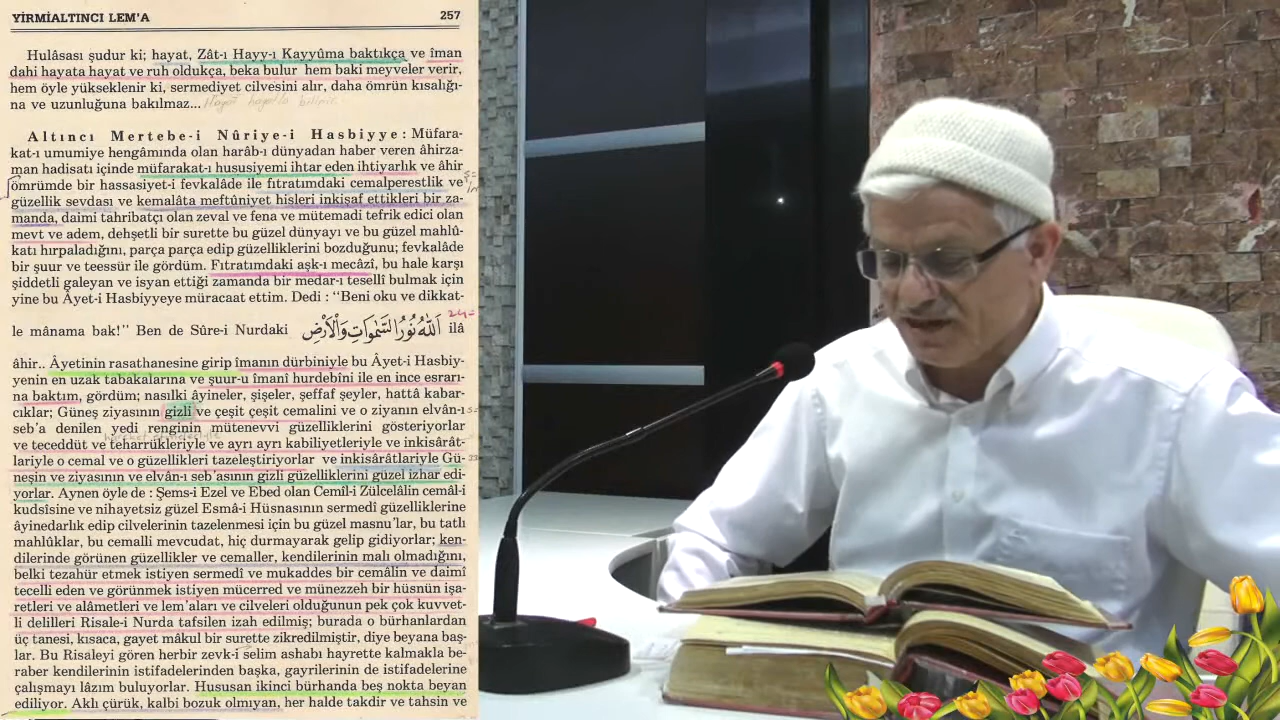 YİRMİALTINCI LEM'A 257
Hulâsası şudur ki; hayat, Zât-ı Hayy-ı Kayyûma baktıkça ve îman
dahi hayata hayat ve ruh oldukça, beka bulur hem baki meyveler verir,
hem öyle yükseklenir ki, sermediyet cilvesini alır, daha ömrün kısalığı-
na ve uzunluğuna bakılmaz... Hayat hayatla bilinir.
Altıncı Mertebe-i Nûriye-i Hasbiyye: Müfara-
kat-ı umumiye hengâmında olan harâb-ı dünyadan haber veren âhirza-
man hadisatı içinde müfarakat-ı hususiyemi ihtar eden ihtiyarlık ve âhir
ömrümde bir hassasiyet-i fevkalâde ile fıtratımdaki cemalperestlik ve
güzellik sevdası ve kemalâta meftûniyet hisleri inkişaf ettikleri bir za-
manda, daimi tahribatçı olan zeval ve fena ve mütemadi tefrik edici olan
mevt ve adem, dehşetli bir surette bu güzel dünyayı ve bu güzel mahlû-
katı hırpaladığını, parça parça edip güzelliklerini bozduğunu; fevkalâde
bir şuur ve teessür ile gördüm. Fıtratımdaki aşk-ı mecâzî, bu hale karşı
şiddetli galeyan ve isyan ettiği zamanda bir medar-ı tesellî bulmak için
yine bu Âyet-i Hasbiyyeye müracaat ettim. Dedi : "Beni oku ve dikkat-
le mânama bak!" Ben de Sûre-i Nurdaki اَللّٰهُ نُورُ السَّمٰوَاتِ وَالْاَرْضِ ilâ
âhir.. Âyetinin rasathanesine girip îmanın dürbiniyle bu Âyet-i Hasbiy-
yenin en uzak tabakalarına ve şuur-u îmanî hurdebîni ile en ince esrarı-
na baktım, gördüm; nasılki âyineler, şişeler, şeffaf şeyler, hattâ kabar-
cıklar; Güneş ziyasının gizli ve çeşit çeşit cemalini ve o ziyanın elvân-ı
seb'a denilen yedi renginin mütenevvi güzelliklerini gösteriyorlar
ve teceddüt ve teharrükleriyle ve ayrı ayrı kabiliyetleriyle ve inkisârât-
lariyle o cemal ve o güzellikleri tazeleştiriyorlar ve inkisârâtlariyle Gü-
neşin ve ziyasının ve elvân-ı seb'asının gizli güzelliklerini güzel izhar edi-
yorlar. Aynen öyle de : Şems-i Ezel ve Ebed olan Cemîl-i Zülcelâlin cemâl-i
kudsîsine ve nihayetsiz güzel Esmâ-i Hüsnasının sermedî güzelliklerine
âyinedarlık edip cilvelerinin tazelenmesi için bu güzel masnu'lar, bu tatlı
mahlûklar, bu cemalli mevcudat, hiç durmayarak gelip gidiyorlar; ken-
dilerinde görünen güzellikler ve cemaller, kendilerinin malı olmadığını,
belki tezahür etmek istiyen sermedî ve mukaddes bir cemâlin ve daimî
tecelli eden ve görünmek istiyen mücerred ve münezzeh bir hüsnün işa-
retleri ve alâmetleri ve lem'aları ve cilveleri olduğunun pek çok kuvvet-
li delilleri Risale-i Nurda tafsilen izah edilmiş; burada o bürhanlardan
üç tanesi, kısaca, gayet mâkul bir surette zikredilmiştir, diye beyana baş-
lar. Bu Risaleyi gören herbir zevk-i selim ashabı hayrette kalmakla be-
raber kendilerinin istifadelerinden başka, gayrilerinin de istifadelerine
çalışmayı lâzım buluyorlar. Hususan ikinci bürhanda beş nokta beyan
ediliyor. Aklı çürük, kalbi bozuk olmıyan, her halde takdir ve tahsin ve